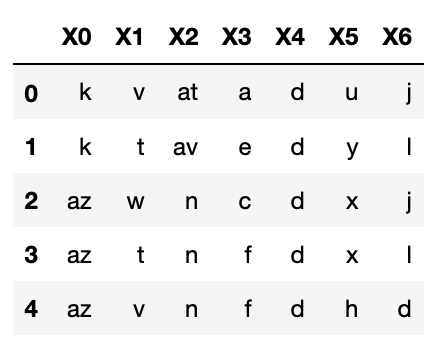 X0 X1 X2 X3 X4 X5 X6
0 k v at a d u j
1 k t av e d y l
2 az w n c d x j
3 az t n f d x l
4 az v n f d h d